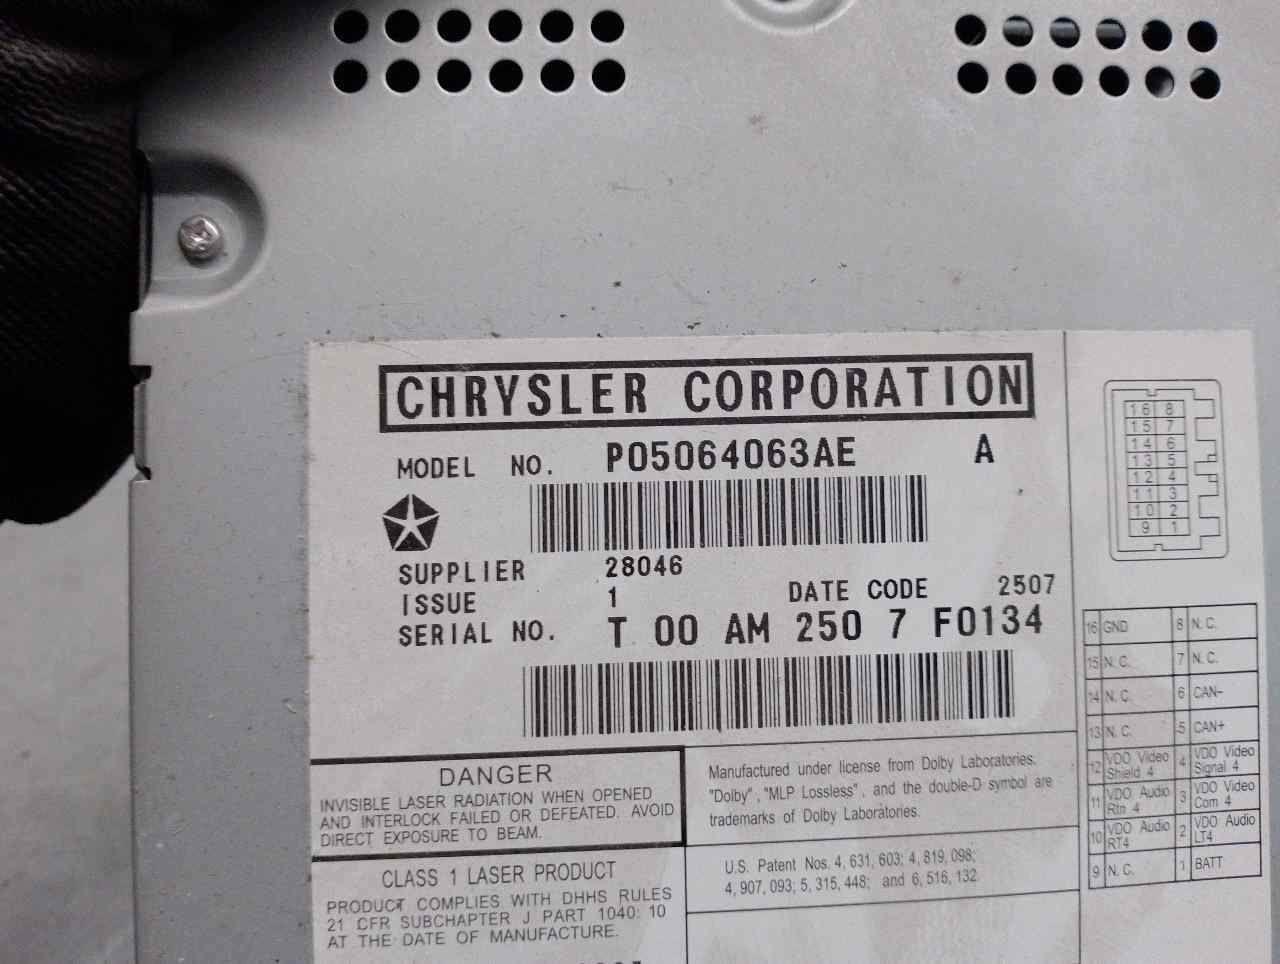 CHRYSLER CORPORATION
MODEL NO. P05064063AE A
SUPPLIER 28046
ISSUE 1 DATE CODE 2507
SERIAL NO. T 00 AM 250 7 F0134
DANGER
INVISIBLE LASER RADIATION WHEN OPENED
AND INTERLOCK FAILED OR DEFEATED. AVOID
DIRECT EXPOSURE TO BEAM.
CLASS 1 LASER PRODUCT
PRODUCT COMPLIES WITH DHHS RULES
21 CFR SUBCHAPTER J PART 1040: 10
AT THE DATE OF MANUFACTURE.
Manufactured under license from Dolby Laboratories.
"Dolby", "MLP Lossless", and the double-D symbol are
trademarks of Dolby Laboratories.
U.S. Patent Nos. 4, 631, 603; 4, 819, 098;
4, 907, 093; 5, 315, 448; and 6, 516, 132
16 8
15 7
14 6
13 5
12 4
11 3
10 2
9 1
16 GND 8 N.C.
15 N.C. 7 N.C.
14 N.C. 6 CAN-
13 N.C. 5 CAN+
12 VDO Video Shield 4 4 VDO Video Signal 4
11 VDO Audio Rtn 4 3 VDO Video Com 4
10 VDO Audio RT4 2 VDO Audio LT4
9 N.C. 1 BATT